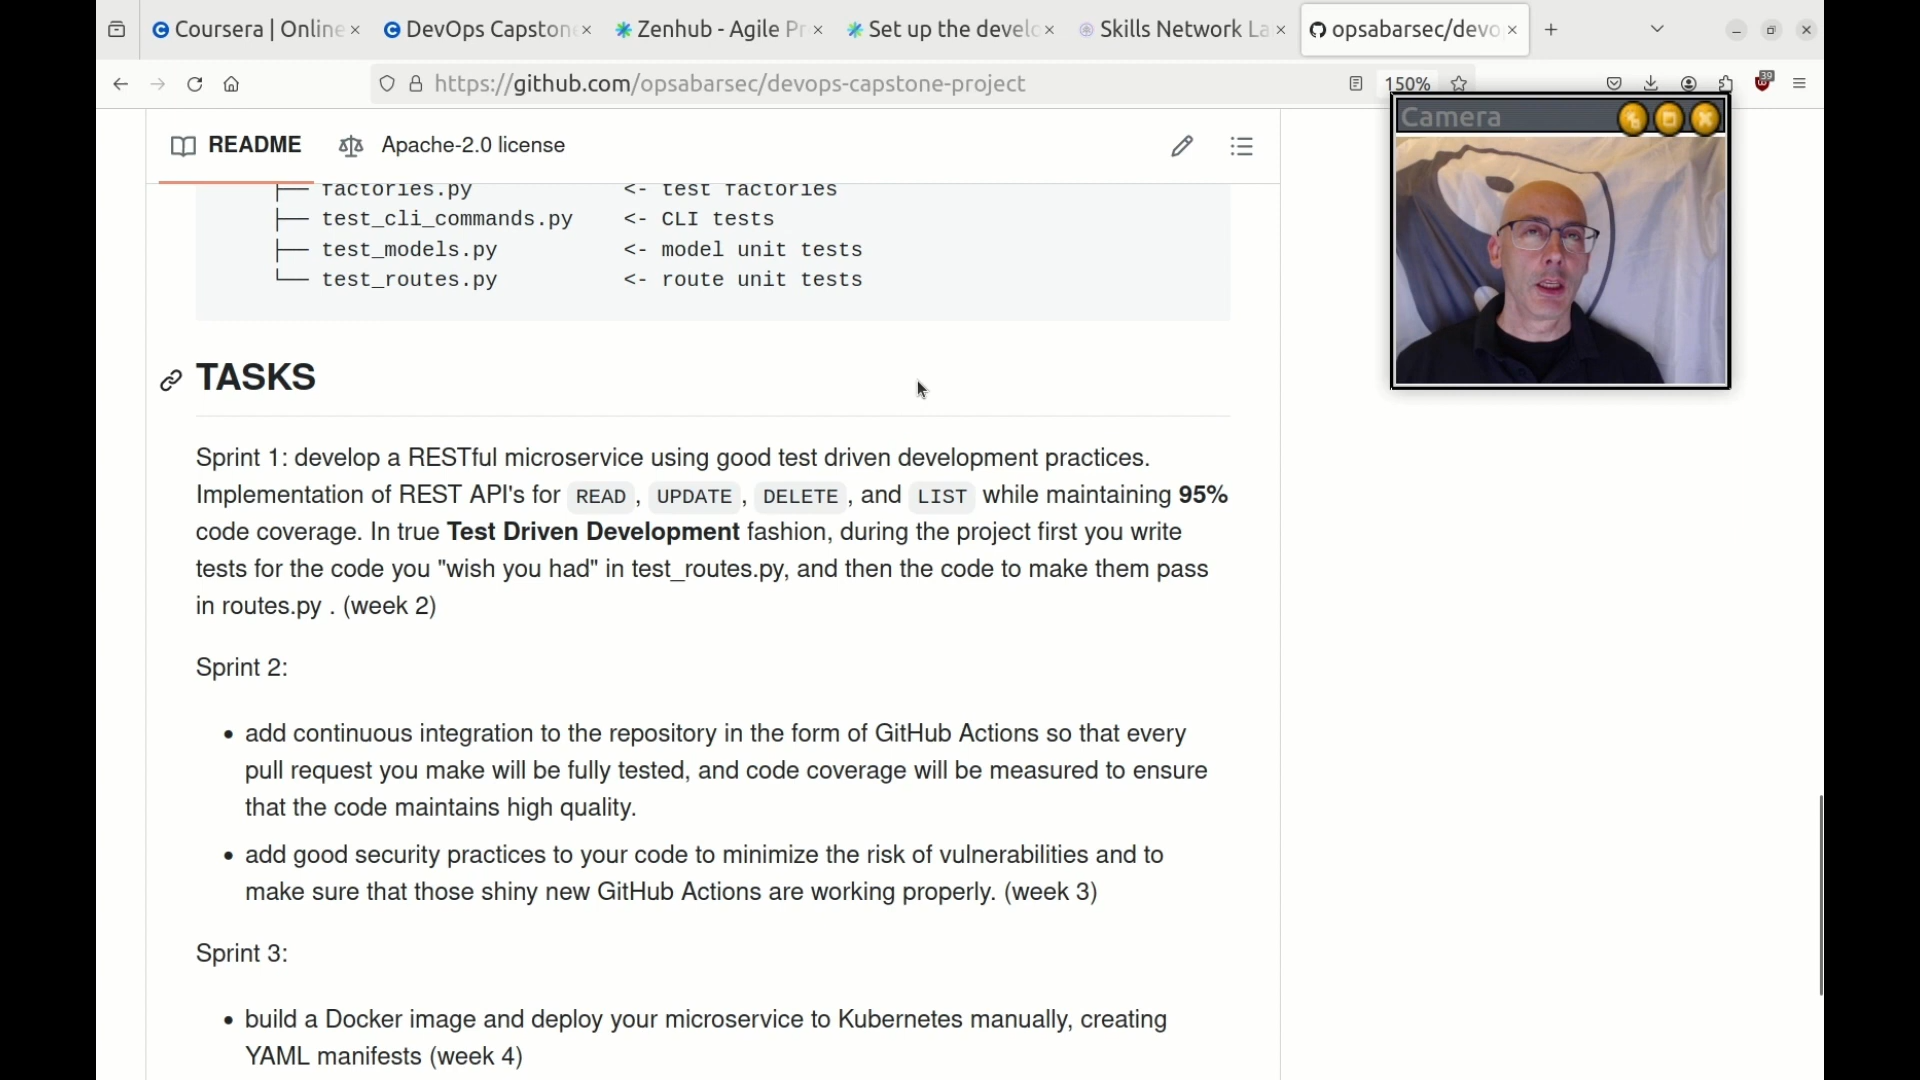 Coursera | Online
DevOps Capstone
Zenhub - Agile Pr
Set up the develo
Skills Network La
opsabarsec/devo
https://github.com/opsabarsec/devops-capstone-project
150%
39
Camera
README
Apache-2.0 license
├── factories.py <- test factories
├── test_cli_commands.py <- CLI tests
├── test_models.py <- model unit tests
└── test_routes.py <- route unit tests
TASKS
Sprint 1: develop a RESTful microservice using good test driven development practices.
Implementation of REST API's for READ, UPDATE, DELETE, and LIST while maintaining 95%
code coverage. In true Test Driven Development fashion, during the project first you write
tests for the code you "wish you had" in test_routes.py, and then the code to make them pass
in routes.py . (week 2)
Sprint 2:
• add continuous integration to the repository in the form of GitHub Actions so that every
pull request you make will be fully tested, and code coverage will be measured to ensure
that the code maintains high quality.
• add good security practices to your code to minimize the risk of vulnerabilities and to
make sure that those shiny new GitHub Actions are working properly. (week 3)
Sprint 3:
• build a Docker image and deploy your microservice to Kubernetes manually, creating
YAML manifests (week 4)